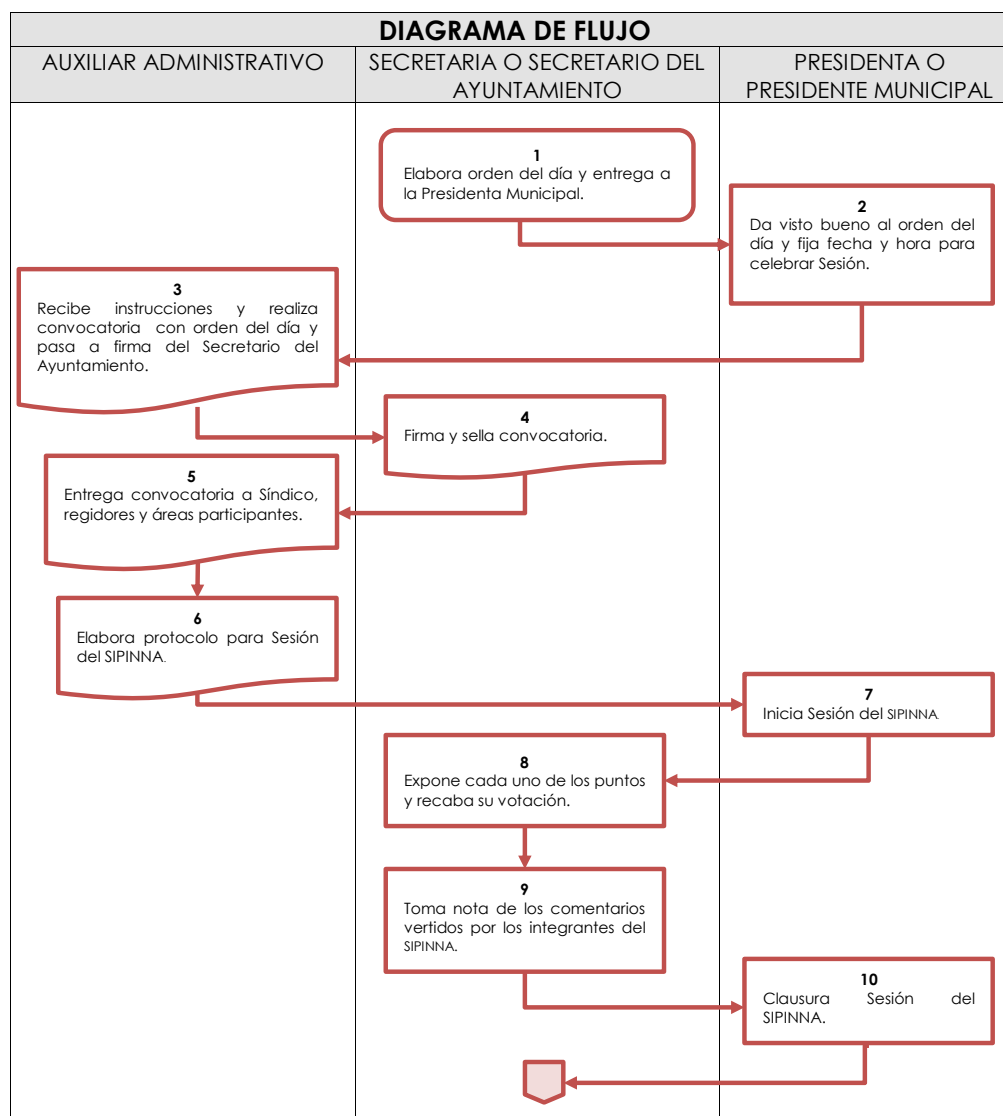 DIAGRAMA DE FLUJO
AUXILIAR ADMINISTRATIVO
SECRETARIA O SECRETARIO DEL
AYUNTAMIENTO
PRESIDENTA O
PRESIDENTE MUNICIPAL
1
Elabora orden del día y entrega a
la Presidenta Municipal.
2
Da visto bueno al orden del
día y fija fecha y hora para
celebrar Sesión.
3
Recibe instrucciones y realiza
convocatoria con orden del día y
pasa a firma del Secretario del
Ayuntamiento.
4
Firma y sella convocatoria.
5
Entrega convocatoria a Síndico,
regidores y áreas participantes.
6
Elabora protocolo para Sesión
del SIPINNA.
7
Inicia Sesión del SIPINNA.
8
Expone cada uno de los puntos
y recaba su votación.
9
Toma nota de los comentarios
vertidos por los integrantes del
SIPINNA.
10
Clausura Sesión del
SIPINNA.